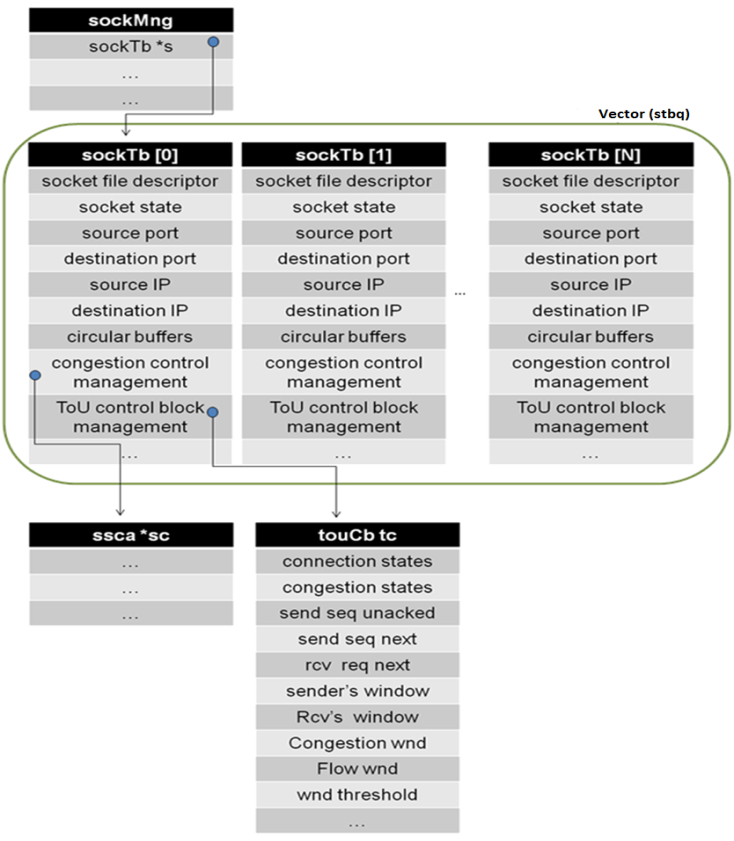 sockMng
sockTb *s
...
...
Vector (stbq)
sockTb [0]
socket file descriptor
socket state
source port
destination port
source IP
destination IP
circular buffers
congestion control
management
ToU control block
management
...
sockTb [1]
socket file descriptor
socket state
source port
destination port
source IP
destination IP
circular buffers
congestion control
management
ToU control block
management
...
...
sockTb [N]
socket file descriptor
socket state
source port
destination port
source IP
destination IP
circular buffers
congestion control
management
ToU control block
management
...
ssca *sc
...
...
...
touCb tc
connection states
congestion states
send seq unacked
send seq next
rcv req next
sender's window
Rcv's window
Congestion wnd
Flow wnd
wnd threshold
...